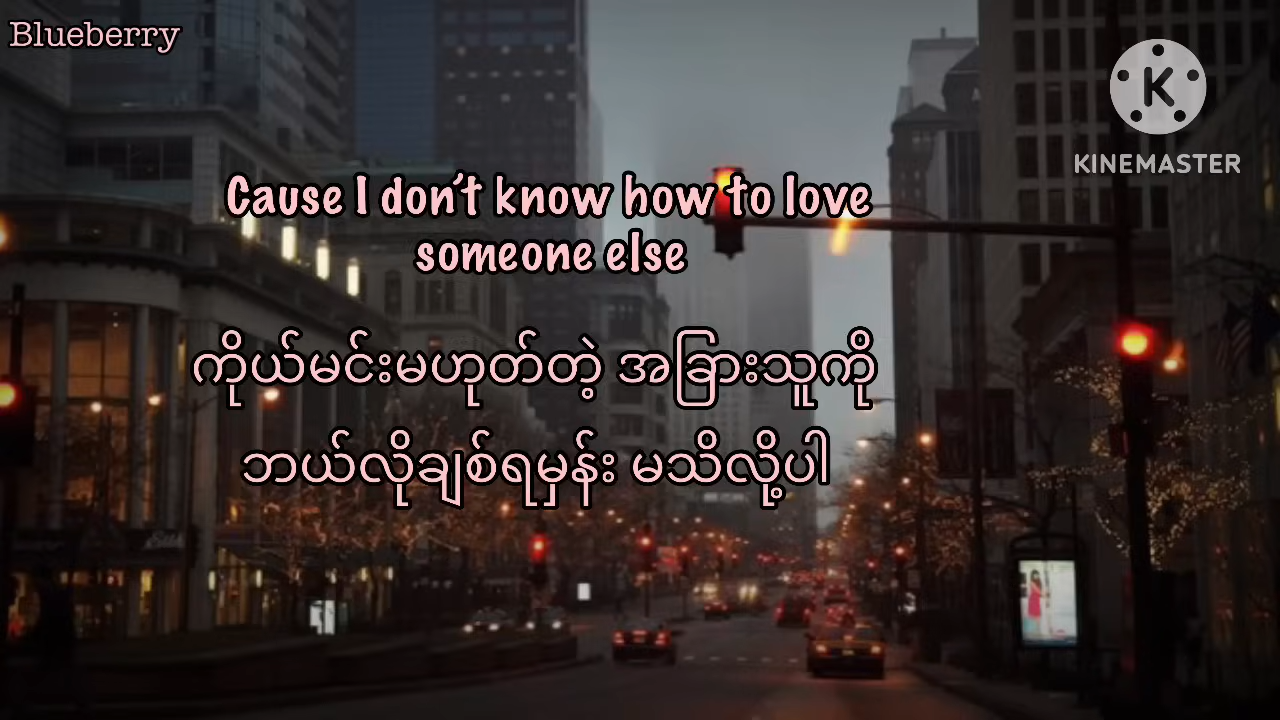 Blueberry
K
KINEMASTER
Cause I don't know how to love
someone else
ကိုယ်မင်းမဟုတ်တဲ့ အခြားသူကို
ဘယ်လိုချစ်ရမှန်း မသိလို့ပါ